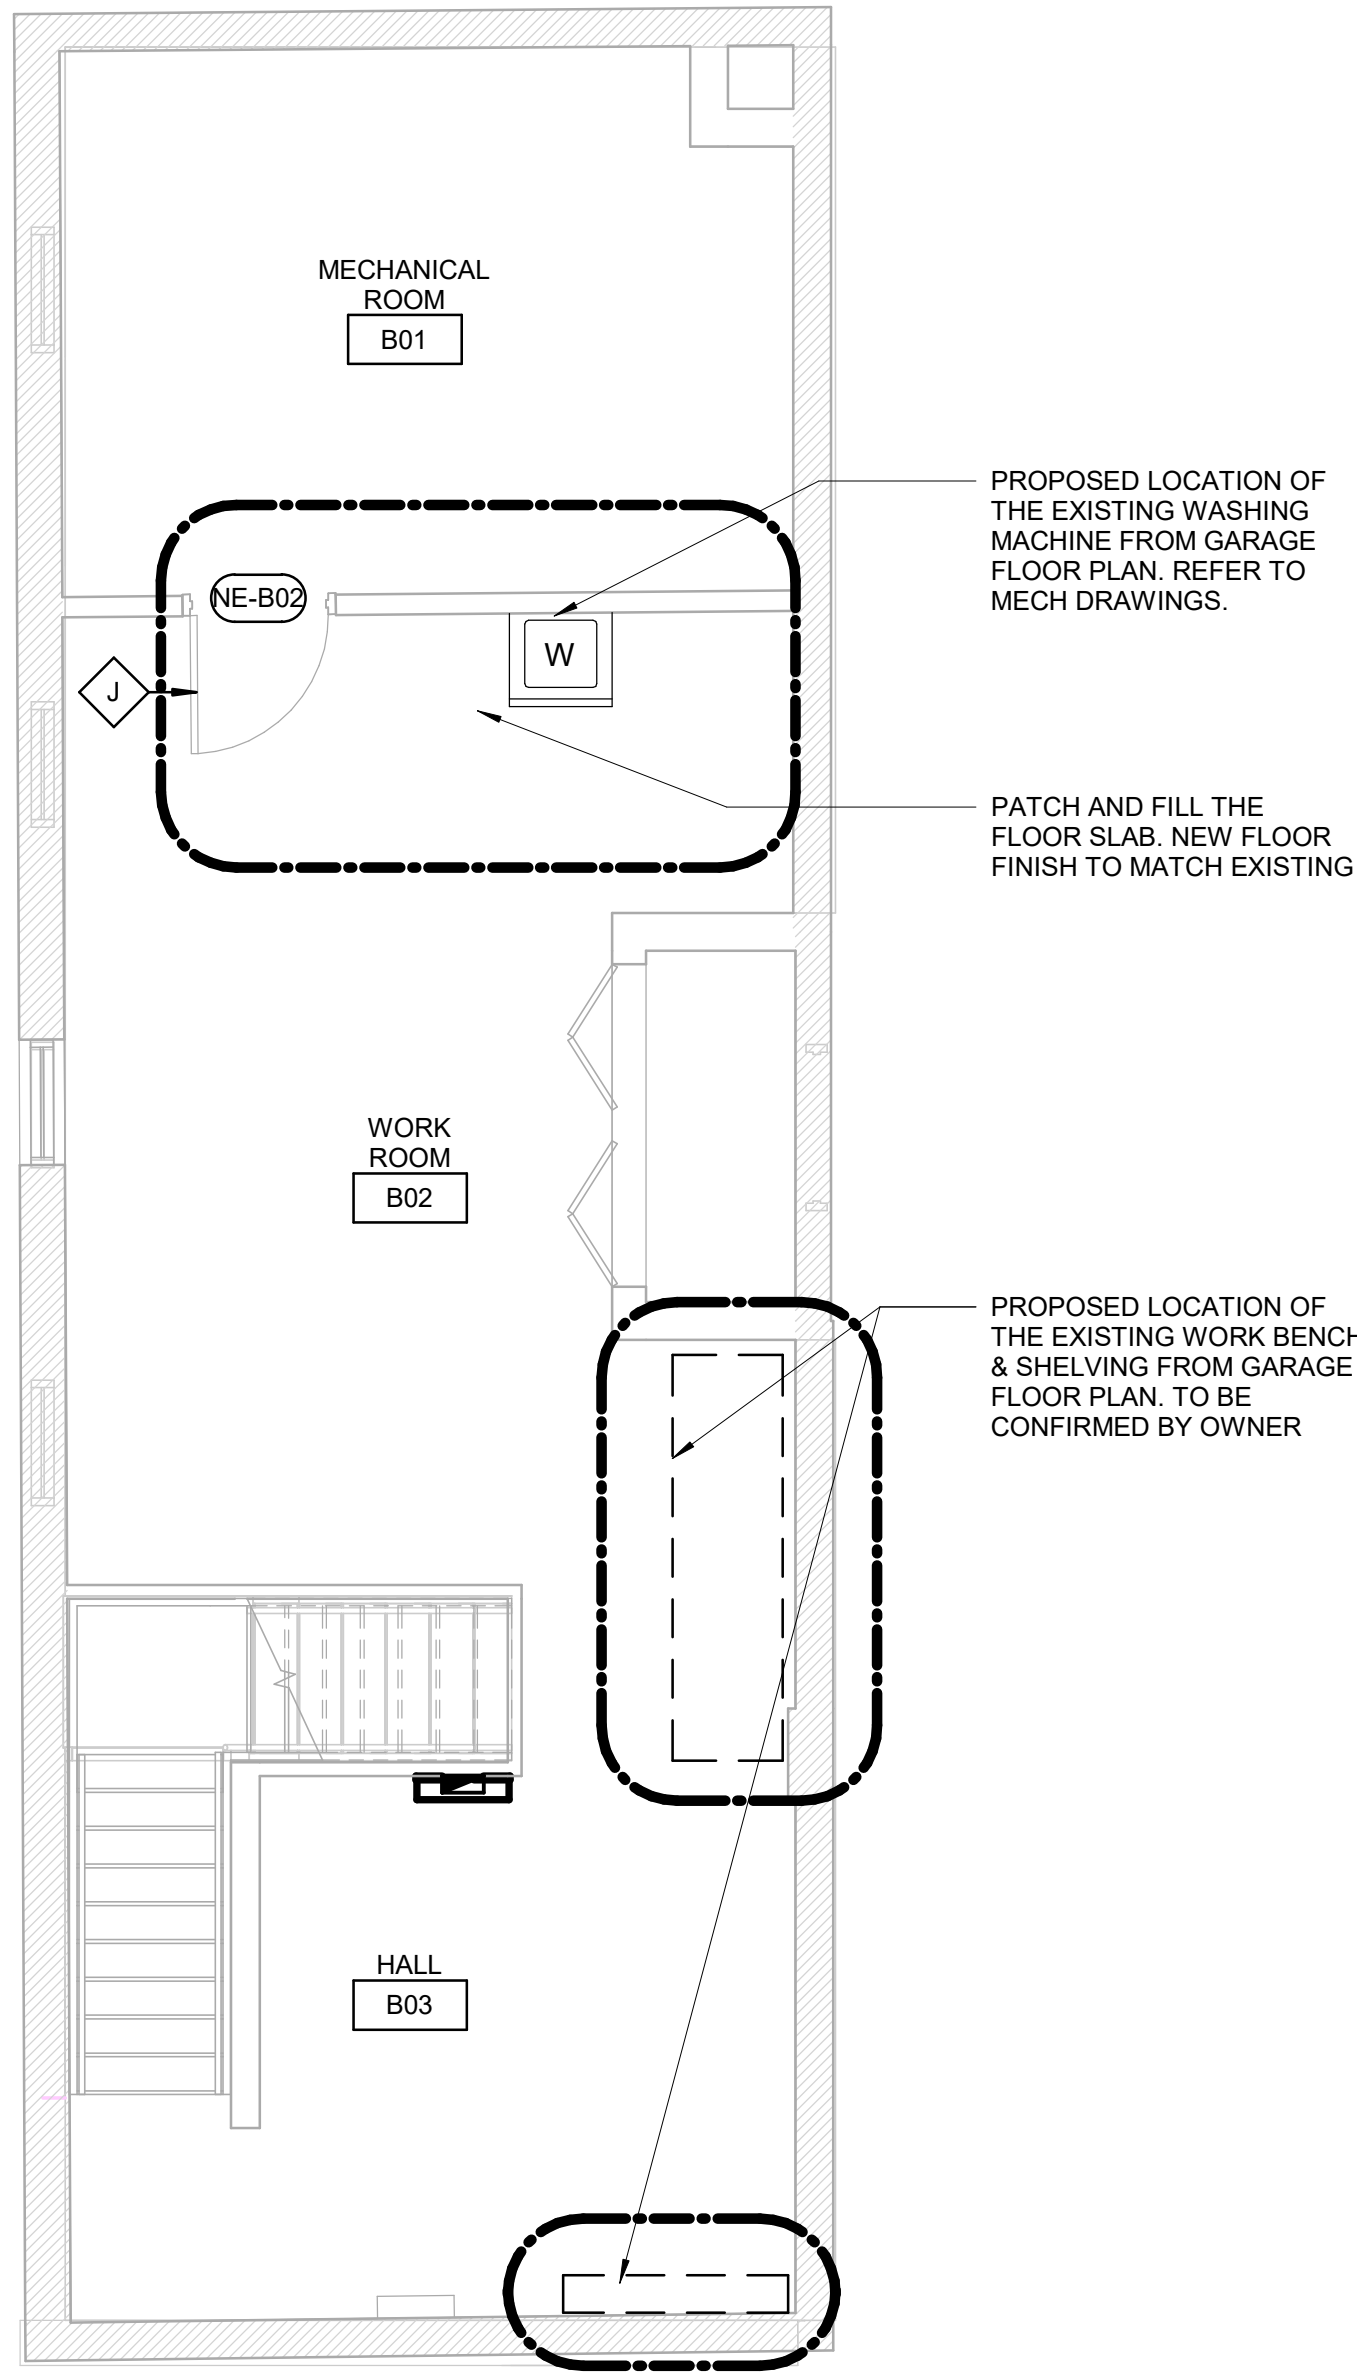 MECHANICAL
ROOM
B01
PROPOSED LOCATION OF
THE EXISTING WASHING
MACHINE FROM GARAGE
FLOOR PLAN. REFER TO
MECH DRAWINGS.
NE-B02
W
J
PATCH AND FILL THE
FLOOR SLAB. NEW FLOOR
FINISH TO MATCH EXISTING
WORK
ROOM
B02
PROPOSED LOCATION OF
THE EXISTING WORK BENCH
& SHELVING FROM GARAGE
FLOOR PLAN. TO BE
CONFIRMED BY OWNER
HALL
B03